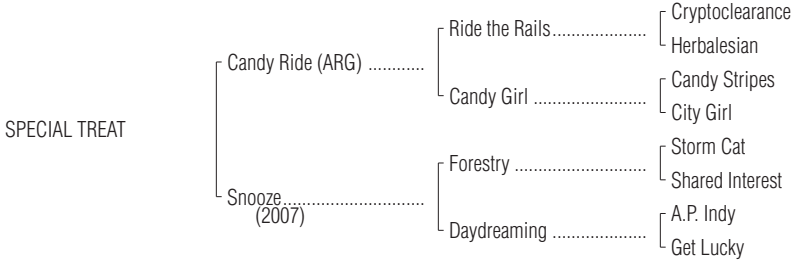 Cryptoclearance
Ride the Rails....................
Herbalesian
Candy Ride (ARG) ............
Candy Stripes
Candy Girl ........................
City Girl
SPECIAL TREAT
Storm Cat
Forestry ............................
Shared Interest
Snooze..............................
(2007)
A.P. Indy
Daydreaming ....................
Get Lucky